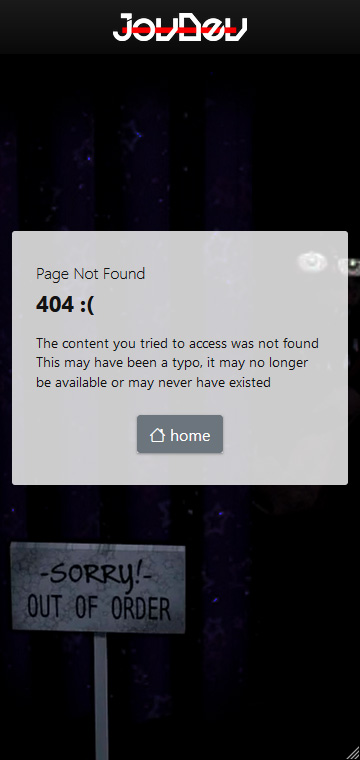 JovDev
Page Not Found
404 :(
The content you tried to access was not found
This may have been a typo, it may no longer
be available or may never have existed
home
-SORRY!-
OUT OF ORDER